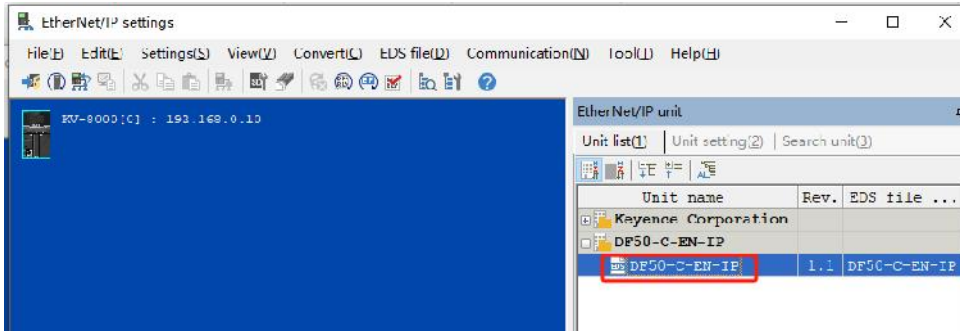 EtherNet/IP settings
File(F) Edit(E) Settings(S) View(V) Convert(C) EDS file(D) Communication(N) Tool(T) Help(H)
KV-8000[C] : 192.168.0.10
EtherNet/IP unit
Unit list(1) Unit setting(2) Search unit(3)
Unit name Rev. EDS file ...
Keyence Corporation
DF50-C-EN-IP
DF50-C-EN-IP 1.1 DF50-C-EN-IP